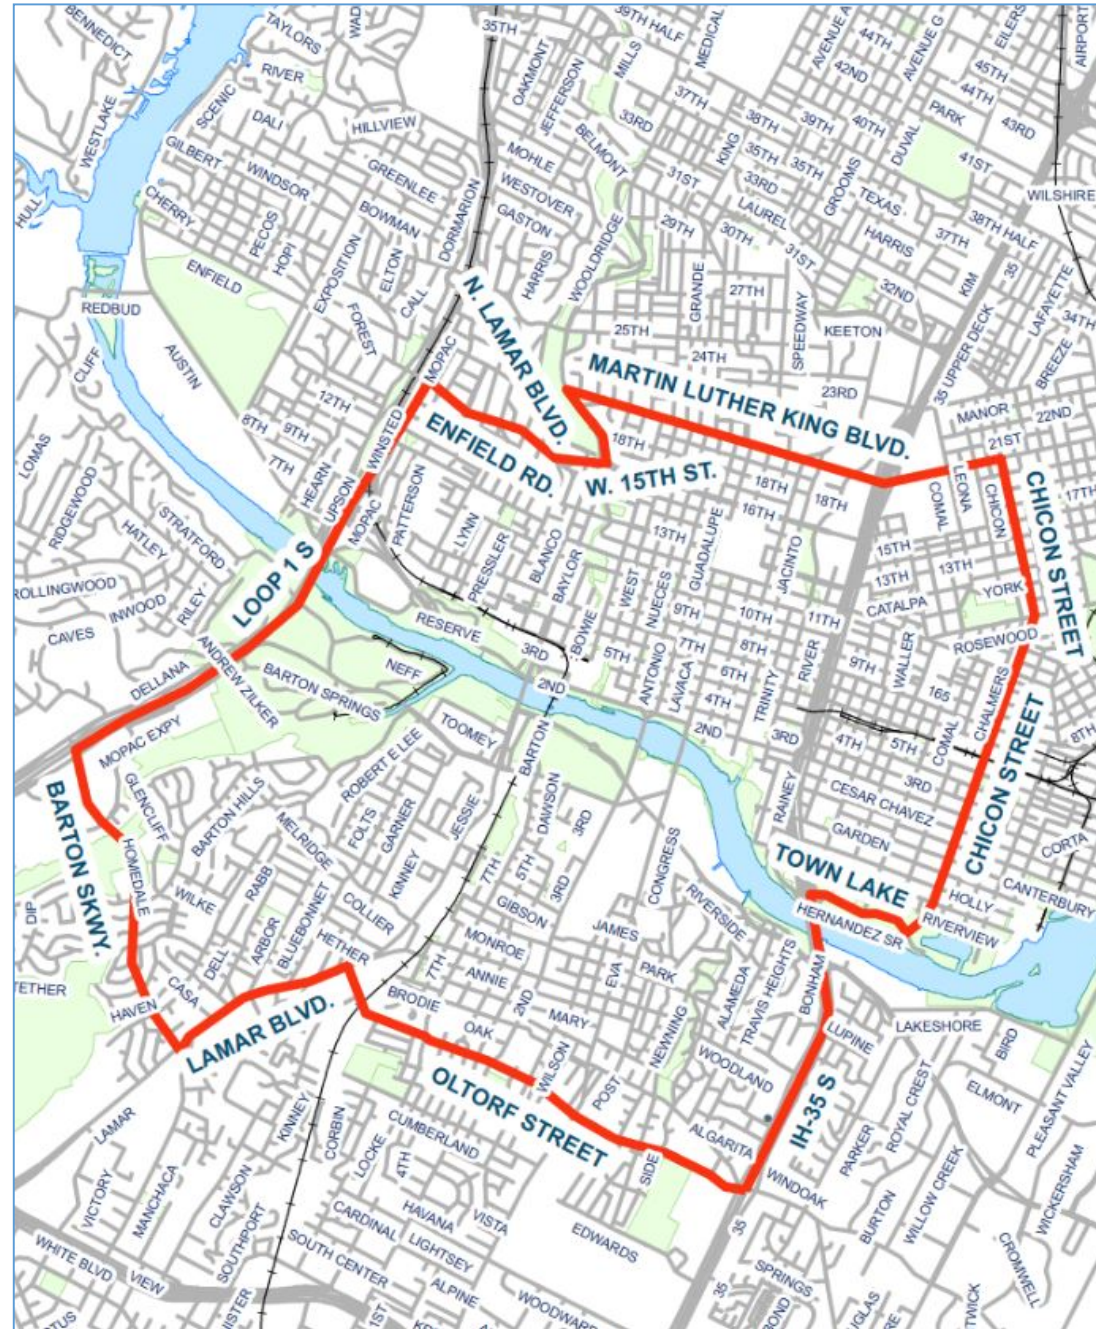 BENNEDICT
TAYLORS
WAD
35TH
39TH HALF
MEDICAL
AVENUE A
44TH
AVENUE G
EILERS
AIRPORT
OAKMONT
JEFFERSON
MILLS
42ND
45TH
RIVER
SCENIC
DALI
HILLVIEW
37TH
44TH
WESTLAKE
33RD
38TH
39TH
40TH
PARK
43RD
GILBERT
WINDSOR
GREENLEE
MOHLE
BELMONT
KING
35TH
35TH
DUVAL
41ST
HULL
CHERRY
BOWMAN
DORMARION
WESTOVER
31ST
33RD
GROOMS
TEXAS
WILSHIRE
PECOS
HOPI
GASTON
LAUREL
38TH HALF
ENFIELD
EXPOSITION
ELTON
HARRIS
WOOLDRIDGE
29TH
30TH
31ST
HARRIS
37TH
REDBUD
CALL
GRANDE
27TH
32ND
KIM
35
LAFAYETTE
FOREST
N. LAMAR BLVD.
25TH
SPEEDWAY
KEETON
34TH
CLIFF
AUSTIN
MOPAC
24TH
35 UPPER DECK
BREEZE
MARTIN LUTHER KING BLVD.
23RD
12TH
8TH
9TH
7TH
WINSTED
ENFIELD RD.
18TH
MANOR
22ND
21ST
LOMAS
HEARN
UPSON
W. 15TH ST.
LEONA
CHICON
CHICON STREET
RIDGEWOOD
MOPAC
PATTERSON
18TH
18TH
COMAL
17TH
HATLEY
STRATFORD
LYNN
PRESSLER
BLANCO
BAYLOR
13TH
16TH
GUADALUPE
JACINTO
15TH
13TH
13TH
ROLLINGWOOD
INWOOD
RILEY
LOOP 1 S
WEST
NUECES
YORK
CAVES
RESERVE
BOWIE
9TH
10TH
11TH
CATALPA
ROSEWOOD
ANDREW ZILKER
NEFF
3RD
5TH
7TH
8TH
RIVER
9TH
WALLER
DELLANA
BARTON SPRINGS
2ND
ANTONIO
LAVACA
6TH
4TH
TRINITY
165
CHALMERS
MOPAC EXPY
TOOMEY
BARTON
2ND
3RD
4TH
5TH
COMAL
CHICON STREET
8TH
ROBERT E LEE
RAINEY
3RD
BARTON SKWY.
GLENCLIFF
BARTON HILLS
FOLTS
GARNER
JESSIE
DAWSON
3RD
CESAR CHAVEZ
MELRIDGE
7TH
5TH
GARDEN
CORTA
HOMEDALE
KINNEY
3RD
CONGRESS
TOWN LAKE
DIP
WILKE
RABB
BLUEBONNET
COLLIER
GIBSON
RIVERSIDE
HOLLY
CANTERBURY
ARBOR
JAMES
HERNANDEZ SR
RIVERVIEW
DELL
HETHER
MONROE
TETHER
CASA
7TH
ANNIE
EVA
PARK
ALAMEDA
TRAVIS HEIGHTS
BONHAM
HAVEN
BRODIE
2ND
MARY
NEWNING
LAKESHORE
LAMAR BLVD.
OAK
LUPINE
BIRD
WILSON
WOODLAND
OLTORF STREET
POST
IH-35 S
ELMONT
PLEASANT VALLEY
LAMAR
KINNEY
CORBIN
CUMBERLAND
ALGARITA
ROYAL CREST
PARKER
LOCKE
4TH
SIDE
WINDOAK
VICTORY
MANCHACA
CLAWSON
WILLOW CREEK
WICKERSHAM
SOUTHPORT
CARDINAL
HAVANA
VISTA
BURTON
WHITE BLVD
VIEW
SOUTH CENTER
LIGHTSEY
35
EDWARDS
CROMWELL
ALPINE
35
SPRINGS
WOODWARD
1ST